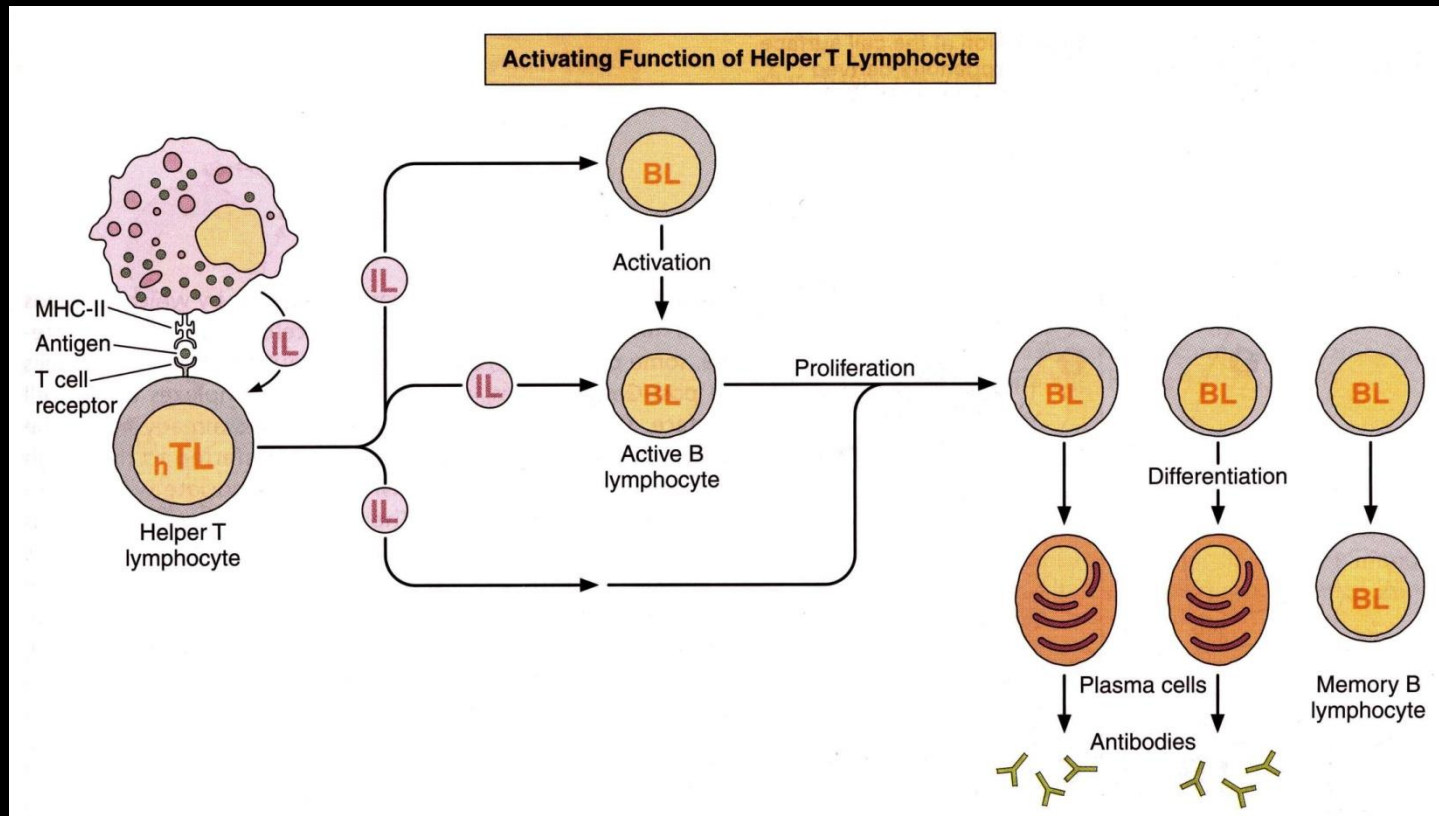 Activating Function of Helper T Lymphocyte
BL
Activation
IL
MHC-II
Antigen
IL
T cell
receptor
IL
BL
Proliferation
BL
BL
BL
hTL
Active B
lymphocyte
Differentiation
IL
Helper T
lymphocyte
BL
Plasma cells
Memory B
lymphocyte
Antibodies